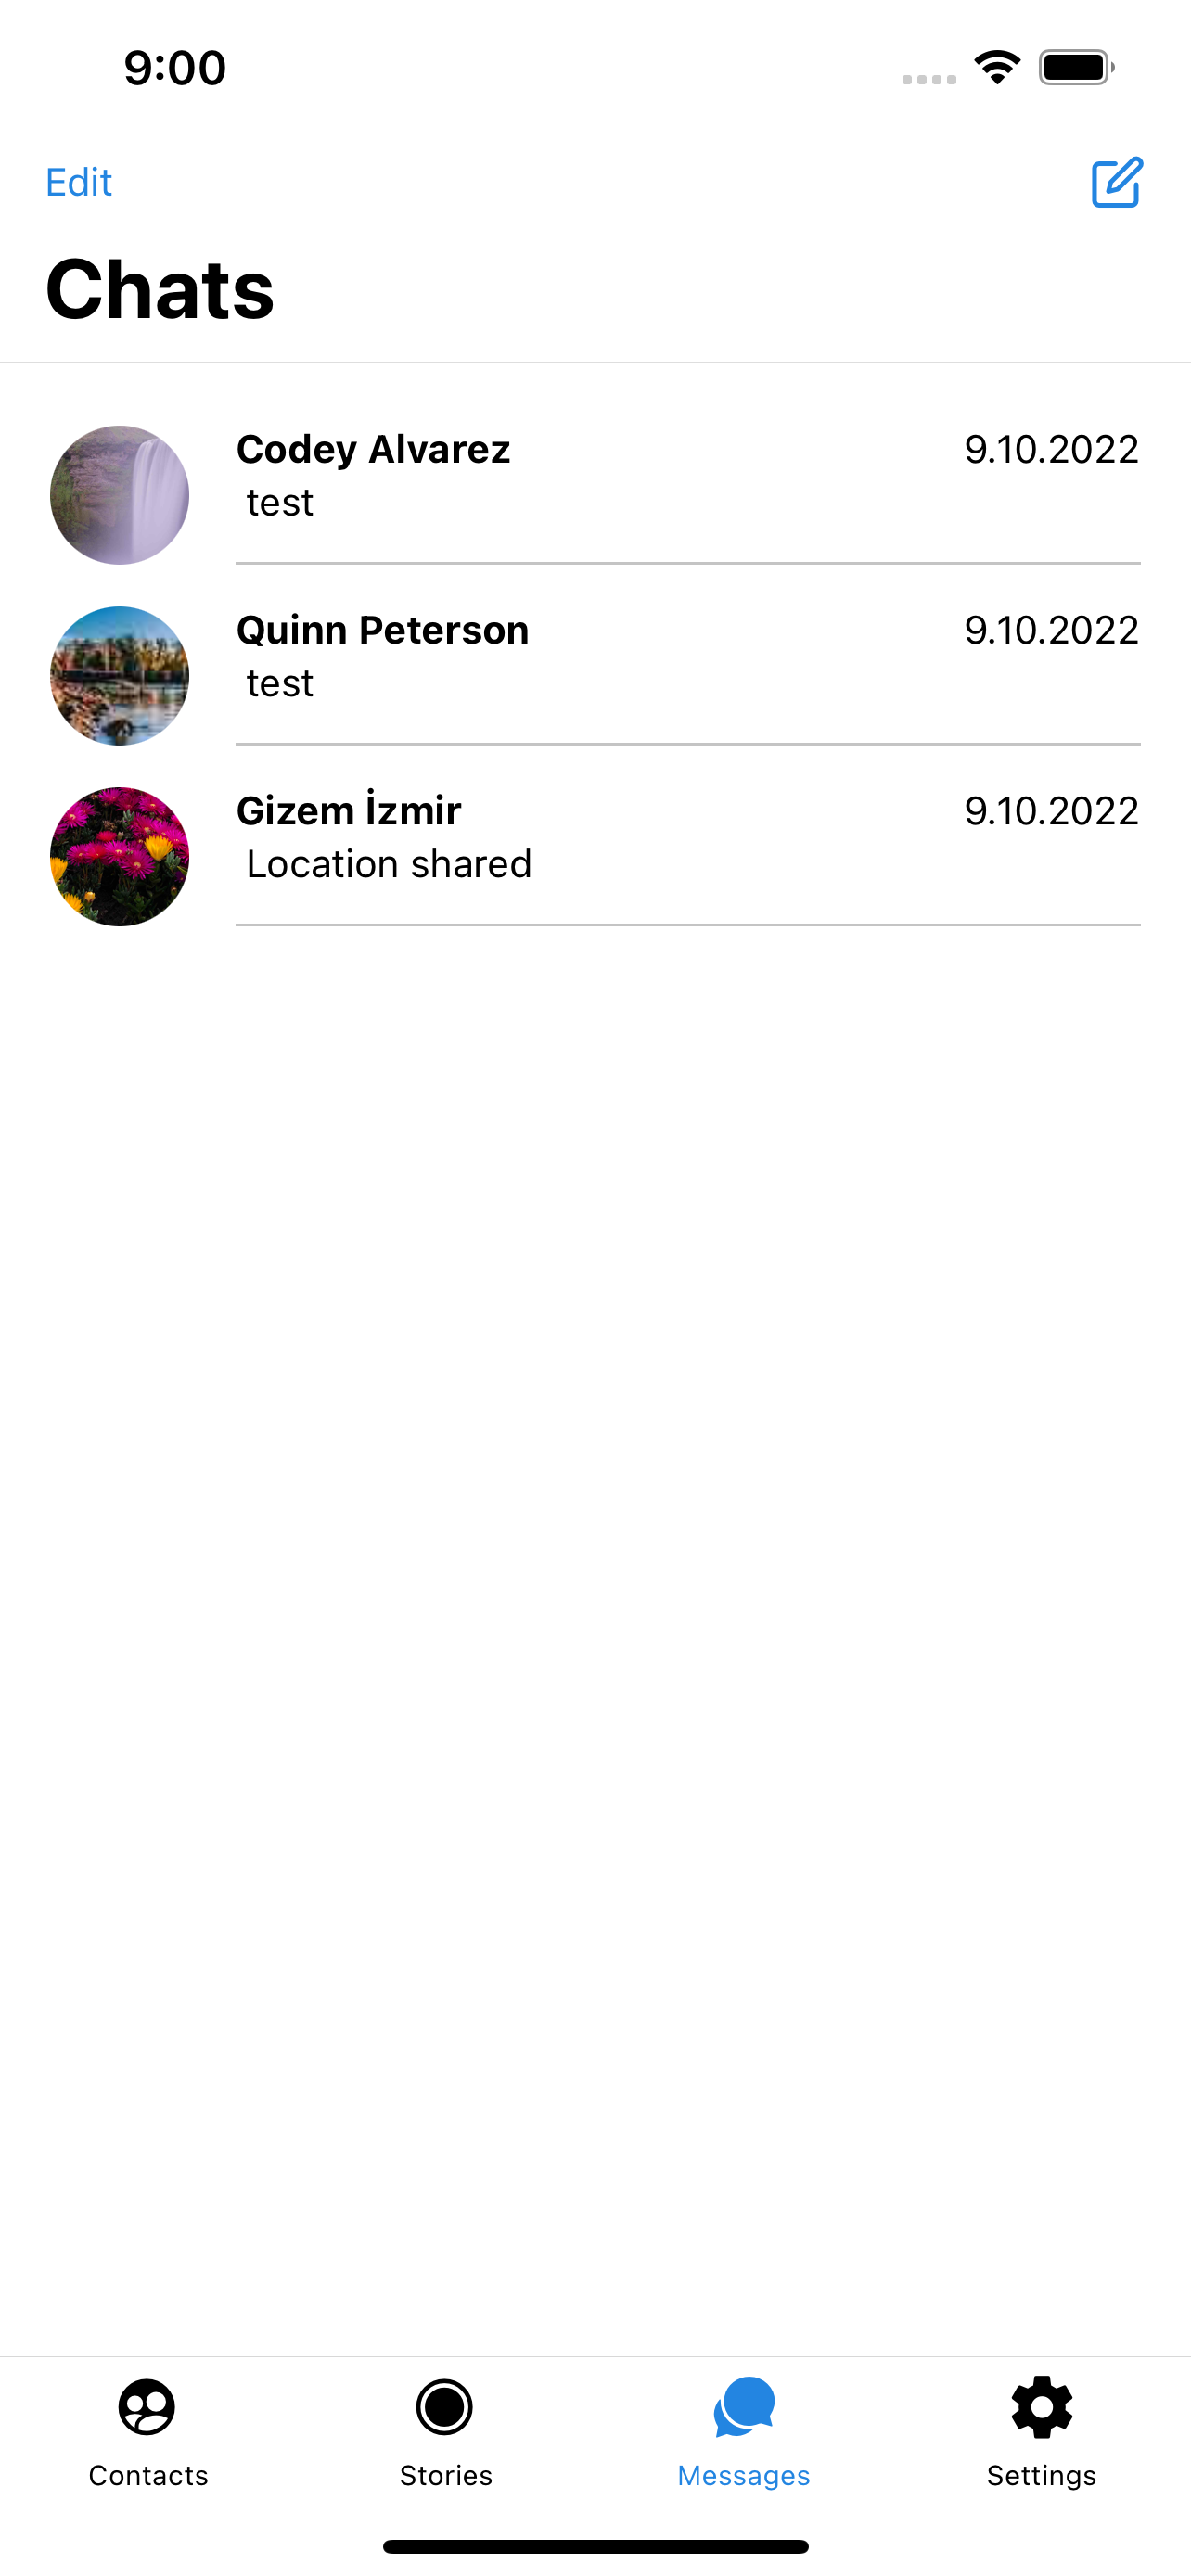 9:00
Edit
Chats
Codey Alvarez 9.10.2022
test
Quinn Peterson 9.10.2022
test
Gizem İzmir 9.10.2022
Location shared
Contacts Stories Messages Settings